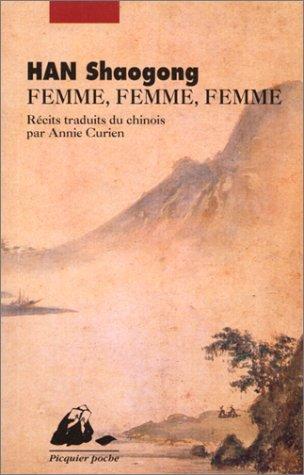 HAN Shaogong
FEMME, FEMME, FEMME
Récits traduits du chinois
par Annie Curien
Picquier poche